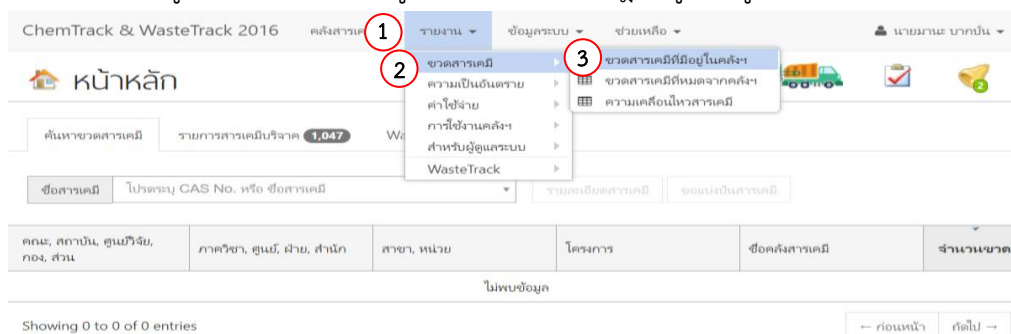 ChemTrack & WasteTrack 2016 คลังสารเค 1 รายงาน ข้อมูลระบบ ช่วยเหลือ นายมานะ บากบั่น
2 ขวดสารเคมี 3 ขวดสารเคมีที่มีอยู่ในคลังฯ
หน้าหลัก ความเป็นอันตราย ขวดสารเคมีที่หมดจากคลังฯ 2
ค่าใช้จ่าย ความเคลื่อนไหวสารเคมี
ค้นหาขวดสารเคมี รายการสารเคมีบริจาค 1,047 Wa การใช้งานคลังฯ
สำหรับผู้ดูแลระบบ
WasteTrack
ชื่อสารเคมี โปรดระบุ CAS No. หรือ ชื่อสารเคมี รายละเอียดสารเคมี ขอแบ่งปันสารเคมี
คณะ, สถาบัน, ศูนย์วิจัย, กอง, ส่วน ภาควิชา, ศูนย์, ฝ่าย, สำนัก สาขา, หน่วย โครงการ ชื่อคลังสารเคมี จำนวนขวด
ไม่พบข้อมูล
Showing 0 to 0 of 0 entries ← ก่อนหน้า ถัดไป →